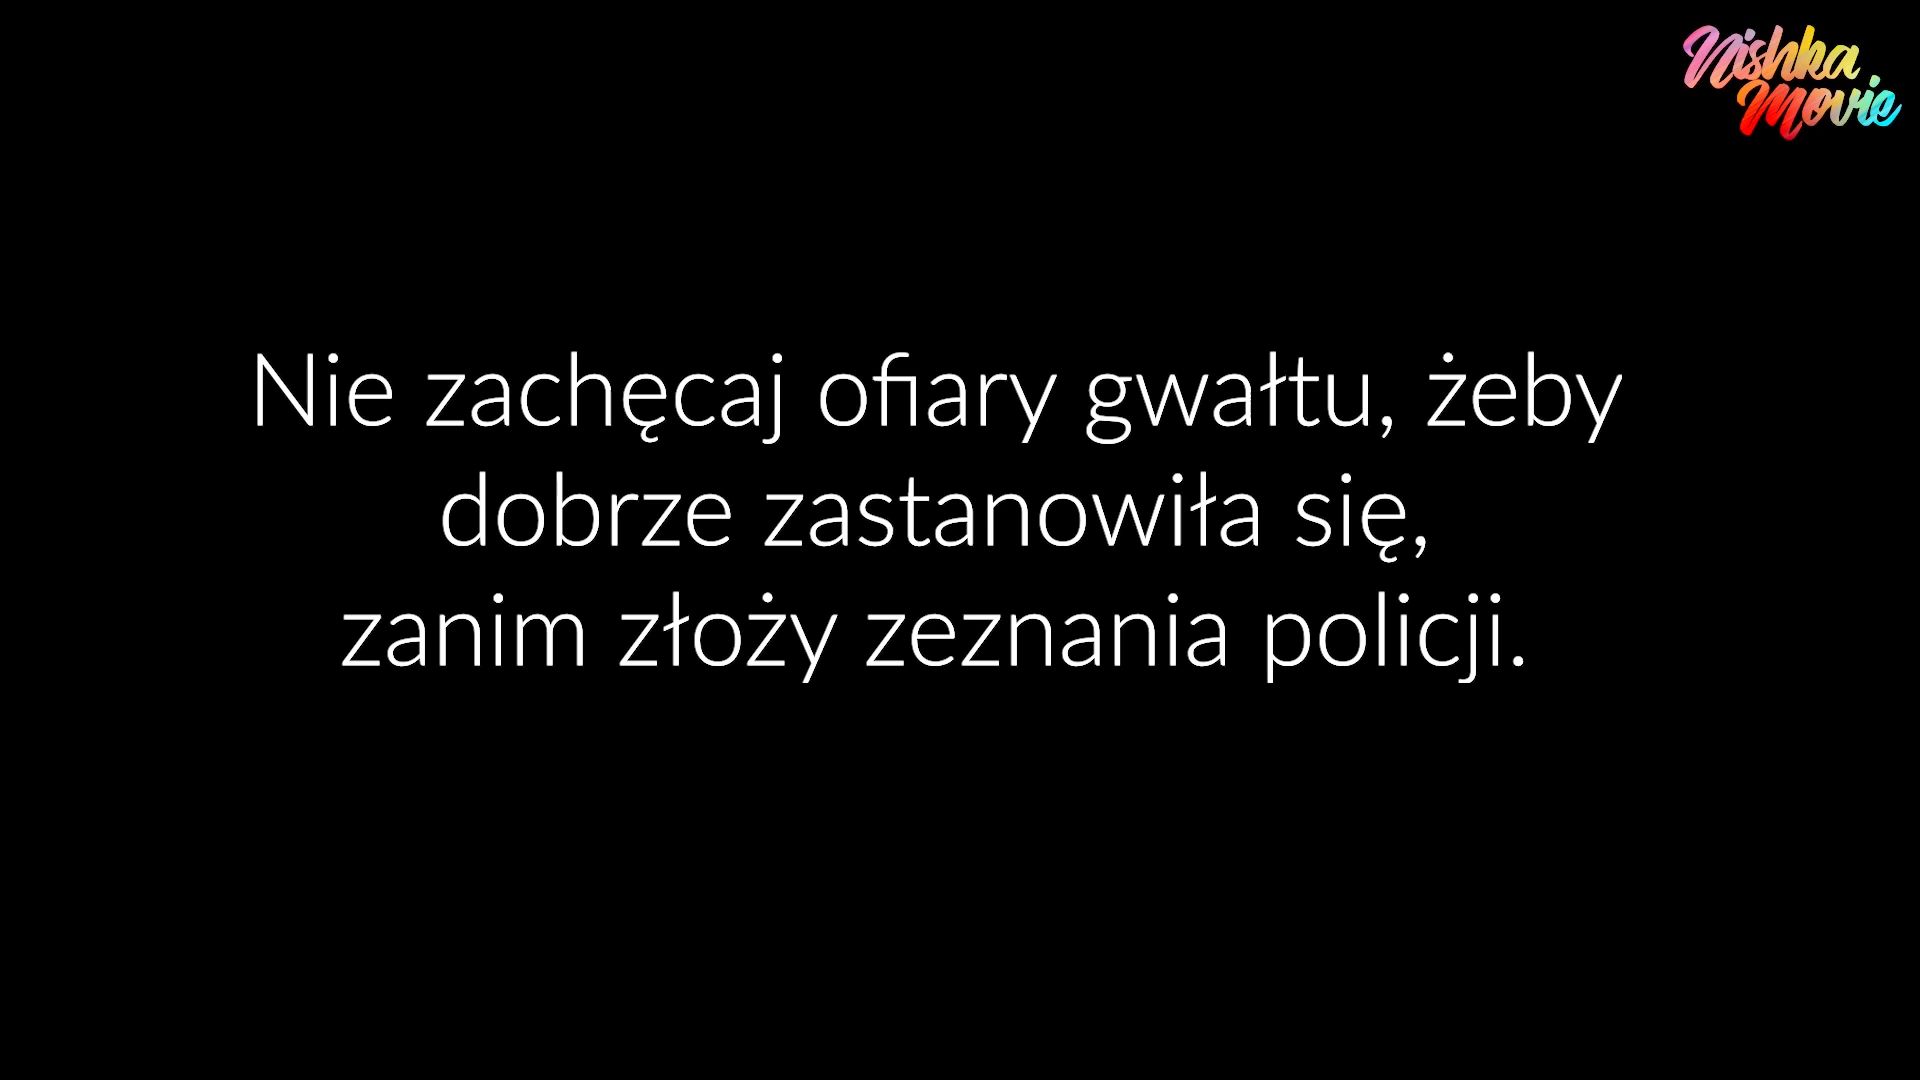 Nishka
Movie
Nie zachęcaj ofiary gwałtu, żeby
dobrze zastanowiła się,
zanim złoży zeznania policji.